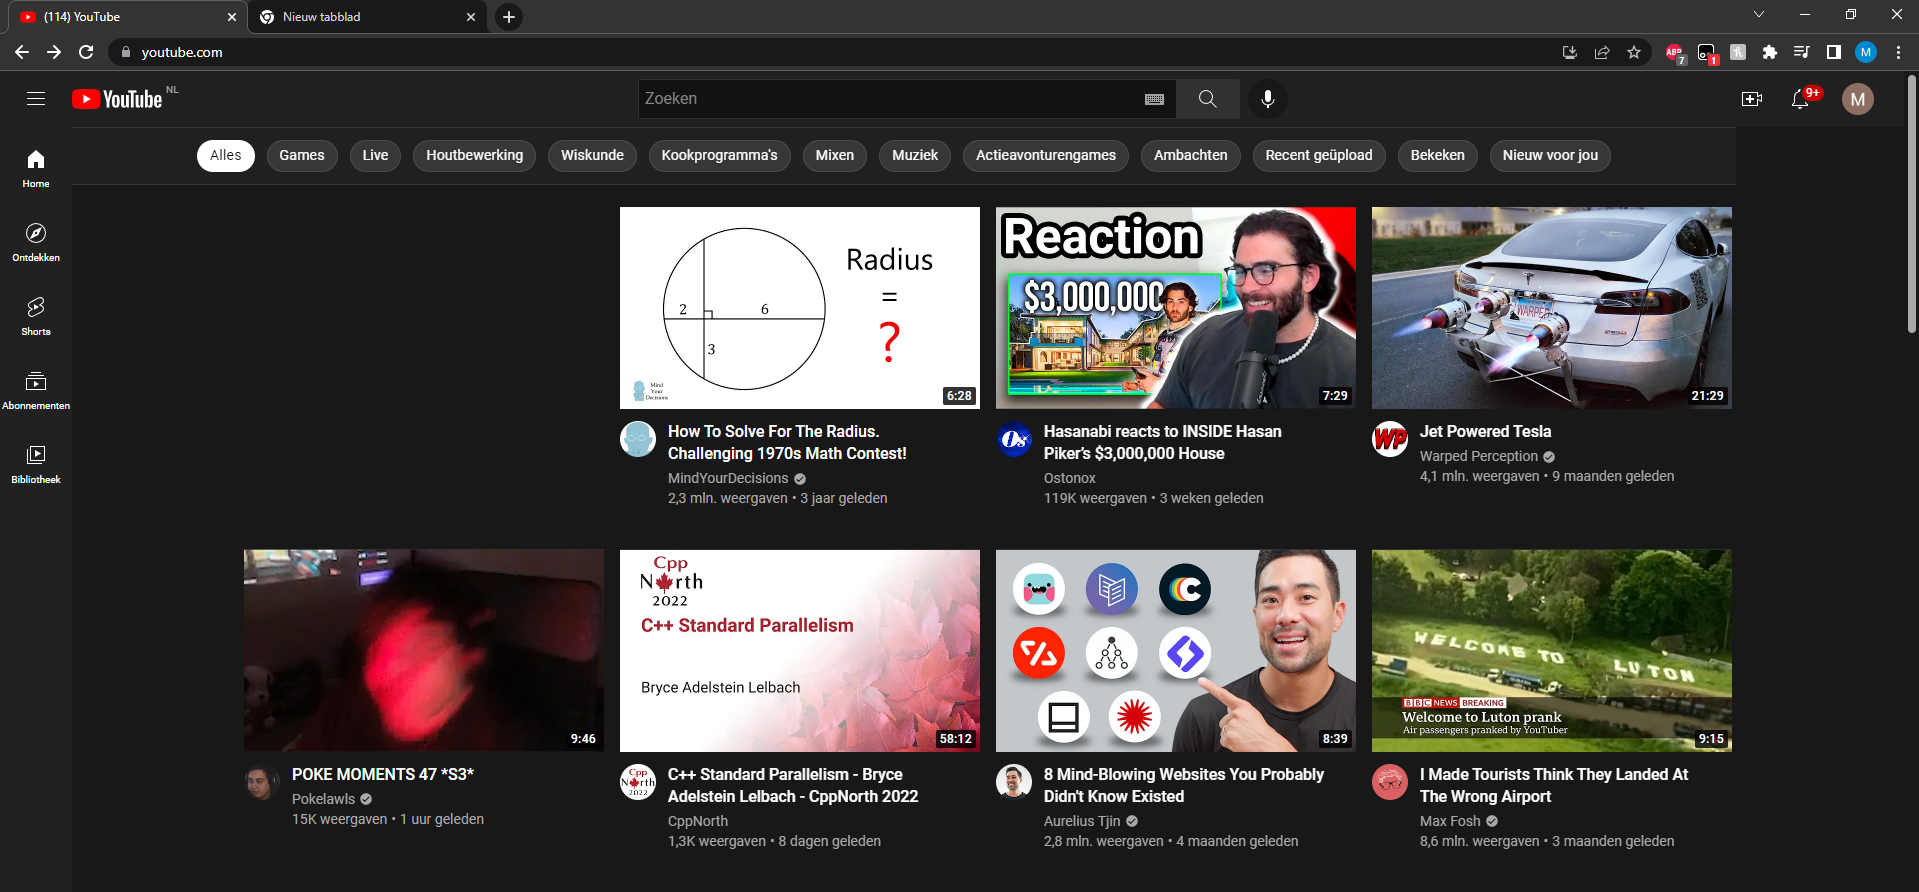 (114) YouTube
Nieuw tabblad
youtube.com
ABP
7
1
M
YouTube NL
Zoeken
9+
M
Alles
Games
Live
Houtbewerking
Wiskunde
Kookprogramma's
Mixen
Muziek
Actieavonturengames
Ambachten
Recent geüpload
Bekeken
Nieuw voor jou
Home
Ontdekken
Shorts
Abonnementen
Bibliotheek
2
6
3
Radius
=
?
Mind
Your
Decisions
6:28
How To Solve For The Radius.
Challenging 1970s Math Contest!
MindYourDecisions
2,3 mln. weergaven • 3 jaar geleden
Reaction
$3,000,000
7:29
Os
Hasanabi reacts to INSIDE Hasan
Piker's $3,000,000 House
Ostonox
119K weergaven • 3 weken geleden
WARPED
21:29
WP
Jet Powered Tesla
Warped Perception
4,1 mln. weergaven • 9 maanden geleden
9:46
POKE MOMENTS 47 *S3*
Pokelawls
15K weergaven • 1 uur geleden
Cpp
North
2022
C++ Standard Parallelism
Bryce Adelstein Lelbach
58:12
Cpp
North
2022
C++ Standard Parallelism - Bryce
Adelstein Lelbach - CppNorth 2022
CppNorth
1,3K weergaven • 8 dagen geleden
8:39
8 Mind-Blowing Websites You Probably
Didn't Know Existed
Aurelius Tjin
2,8 mln. weergaven • 4 maanden geleden
WELCOME TO LUTON
BBC NEWS BREAKING
Welcome to Luton prank
Air passengers pranked by YouTuber
9:15
I Made Tourists Think They Landed At
The Wrong Airport
Max Fosh
8,6 mln. weergaven • 3 maanden geleden